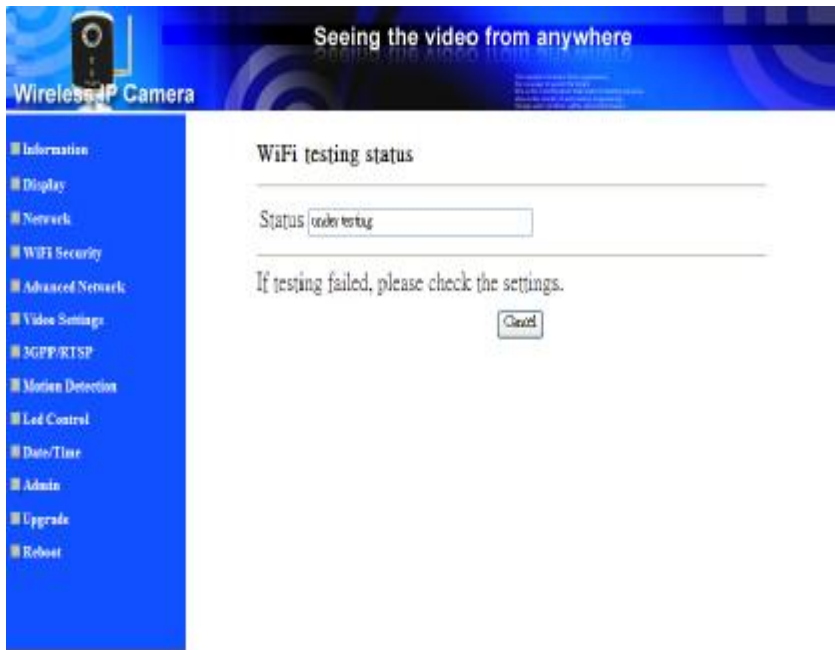 Seeing the video from anywhere
Wireless IP Camera
Information
Display
Network
WiFi Security
Advanced Network
Video Settings
3GPP/RTSP
Motion Detection
Led Control
Date/Time
Admin
Upgrade
Reboot
WiFi testing status
Status under testing
If testing failed, please check the settings.
Cancel